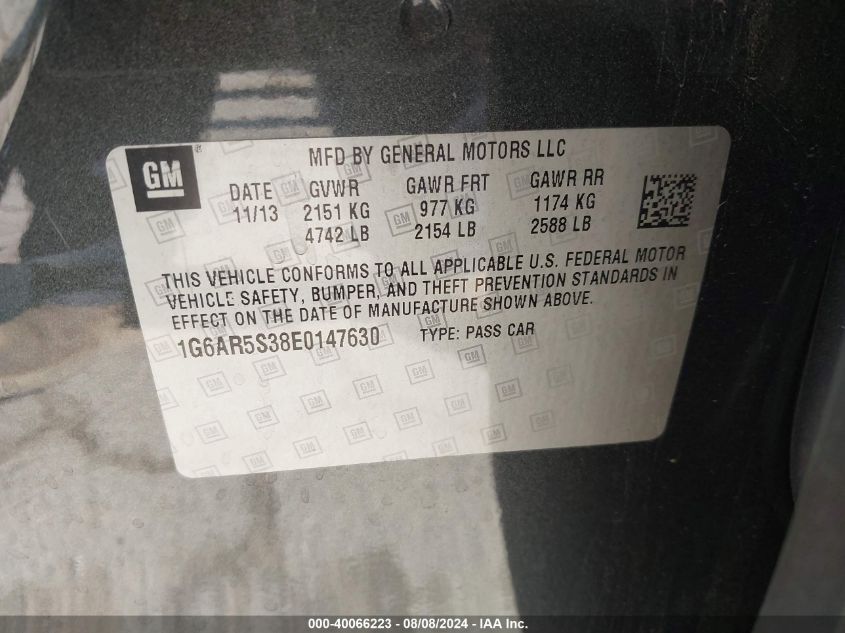 GM
MFD BY GENERAL MOTORS LLC
DATE GVWR GAWR FRT GAWR RR
11/13 2151 KG 977 KG 1174 KG
4742 LB 2154 LB 2588 LB
THIS VEHICLE CONFORMS TO ALL APPLICABLE U.S. FEDERAL MOTOR
VEHICLE SAFETY, BUMPER, AND THEFT PREVENTION STANDARDS IN
EFFECT ON THE DATE OF MANUFACTURE SHOWN ABOVE.
1G6AR5S38E0147630 TYPE: PASS CAR
000-40066223 - 08/08/2024 - IAA Inc.